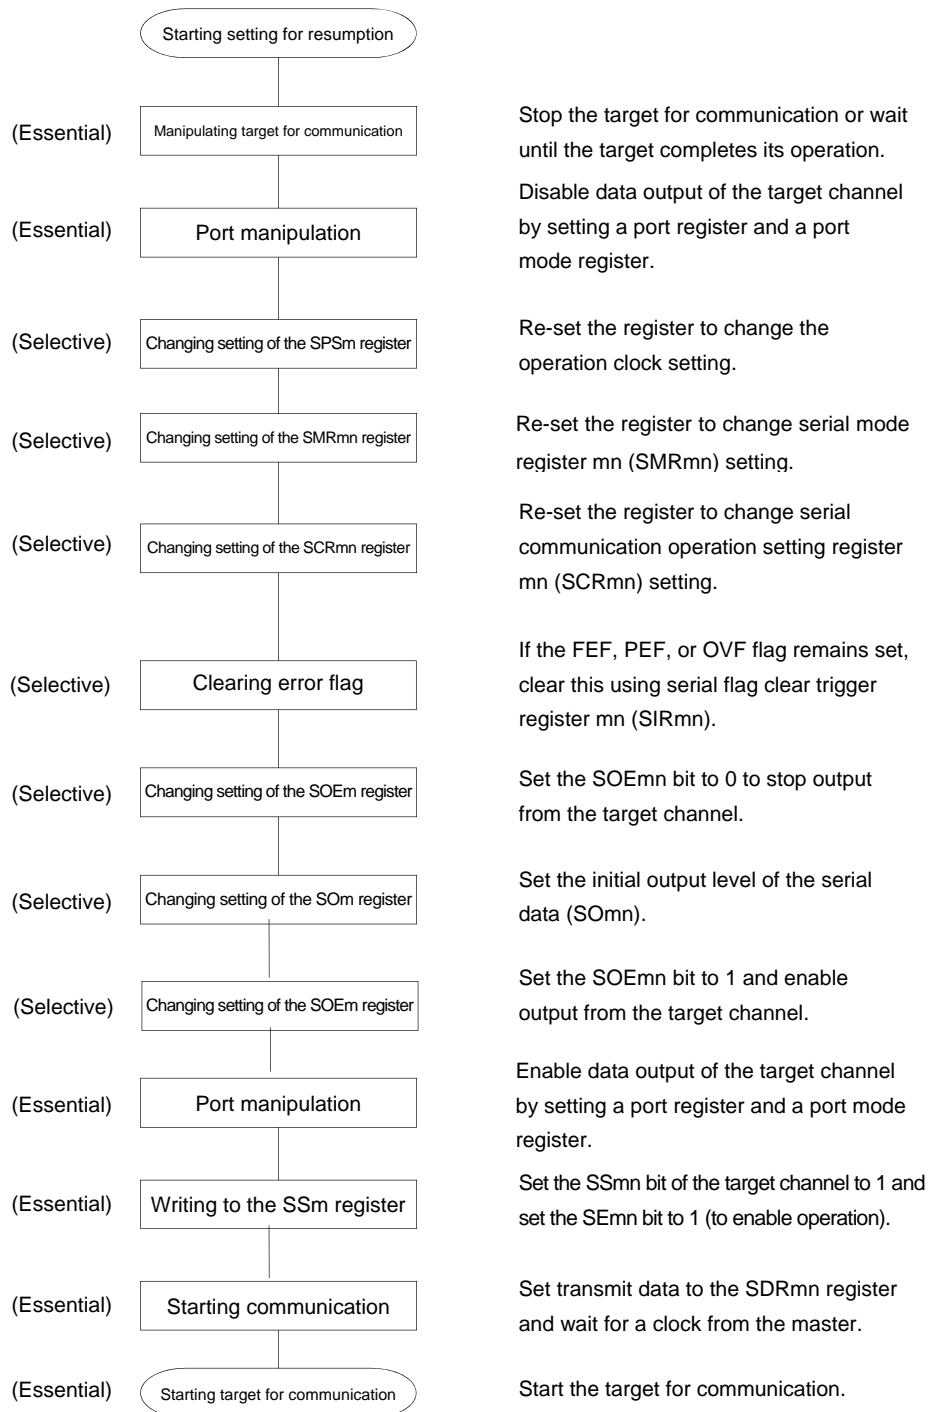 Starting setting for resumption
(Essential)
Manipulating target for communication
Stop the target for communication or wait
until the target completes its operation.
(Essential)
Port manipulation
Disable data output of the target channel
by setting a port register and a port
mode register.
(Selective)
Changing setting of the SPSm register
Re-set the register to change the
operation clock setting.
(Selective)
Changing setting of the SMRmn register
Re-set the register to change serial mode
register mn (SMRmn) setting.
(Selective)
Changing setting of the SCRmn register
Re-set the register to change serial
communication operation setting register
mn (SCRmn) setting.
(Selective)
Clearing error flag
If the FEF, PEF, or OVF flag remains set,
clear this using serial flag clear trigger
register mn (SIRmn).
(Selective)
Changing setting of the SOEm register
Set the SOEmn bit to 0 to stop output
from the target channel.
(Selective)
Changing setting of the SOm register
Set the initial output level of the serial
data (SOmn).
(Selective)
Changing setting of the SOEm register
Set the SOEmn bit to 1 and enable
output from the target channel.
(Essential)
Port manipulation
Enable data output of the target channel
by setting a port register and a port mode
register.
(Essential)
Writing to the SSm register
Set the SSmn bit of the target channel to 1 and
set the SEmn bit to 1 (to enable operation).
(Essential)
Starting communication
Set transmit data to the SDRmn register
and wait for a clock from the master.
(Essential)
Starting target for communication
Start the target for communication.